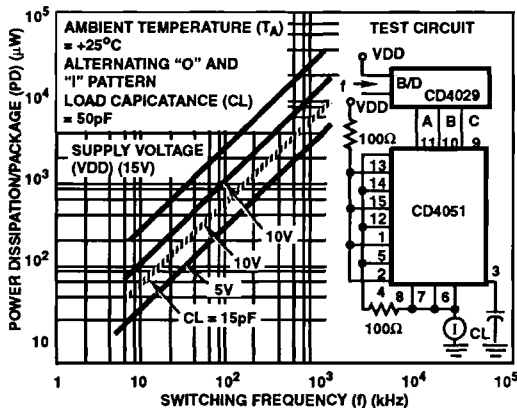 POWER DISSIPATION/PACKAGE (PD) (µW)
10⁵
10⁴
10³
10²
10
AMBIENT TEMPERATURE (TA)
= +25°C
ALTERNATING “O” AND
“I” PATTERN
LOAD CAPICATANCE (CL)
= 50pF
SUPPLY VOLTAGE
(VDD) (15V)
10V
10V
5V
CL = 15pF
TEST CIRCUIT
VDD
f
B/D
CD4029
VDD
A B C
100Ω
11 10 9
13
14
15
12
1
5
2
4
CD4051
3
8 7 6
100Ω
I
CL
1 10 10² 10³ 10⁴ 10⁵
SWITCHING FREQUENCY (f) (kHz)